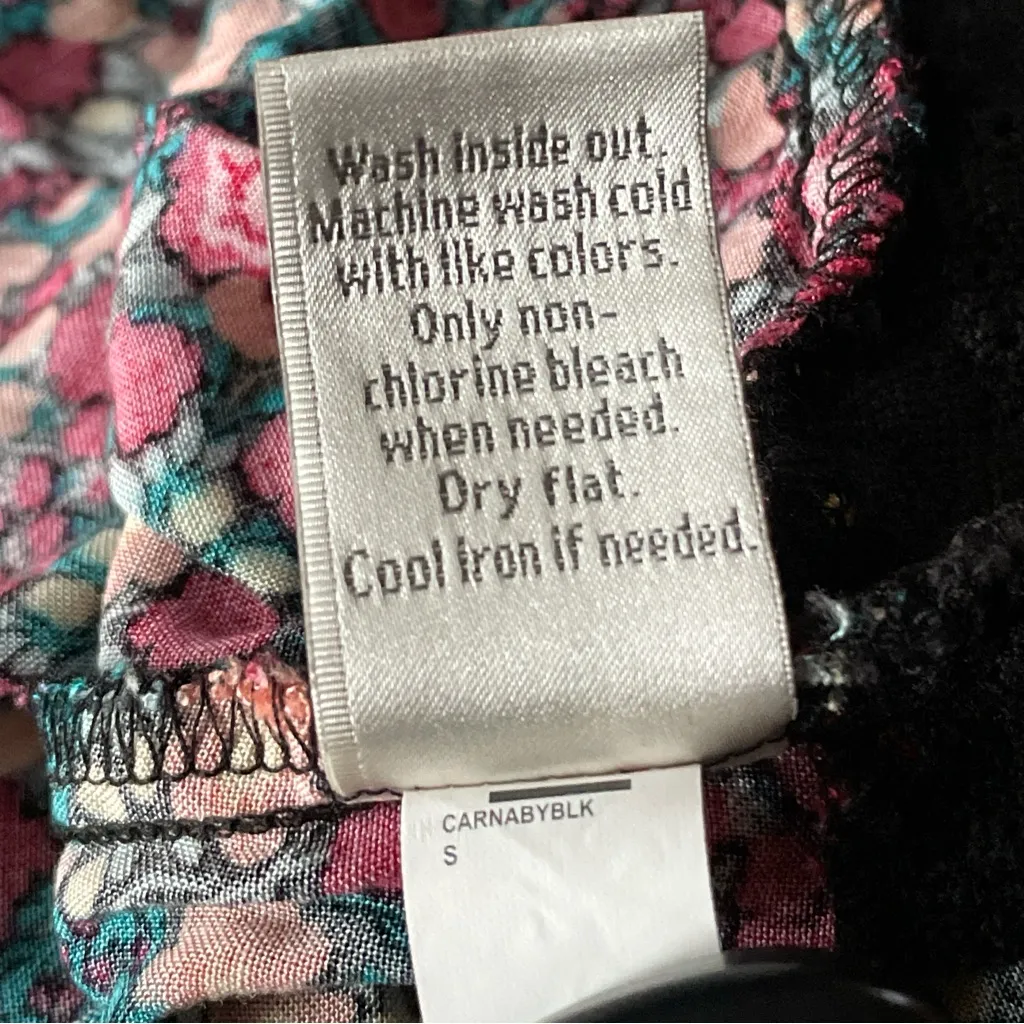 Wash inside out.
Machine wash cold
with like colors.
Only non-
chlorine bleach
when needed.
Dry flat.
Cool iron if needed.
CARNABYBLK
S